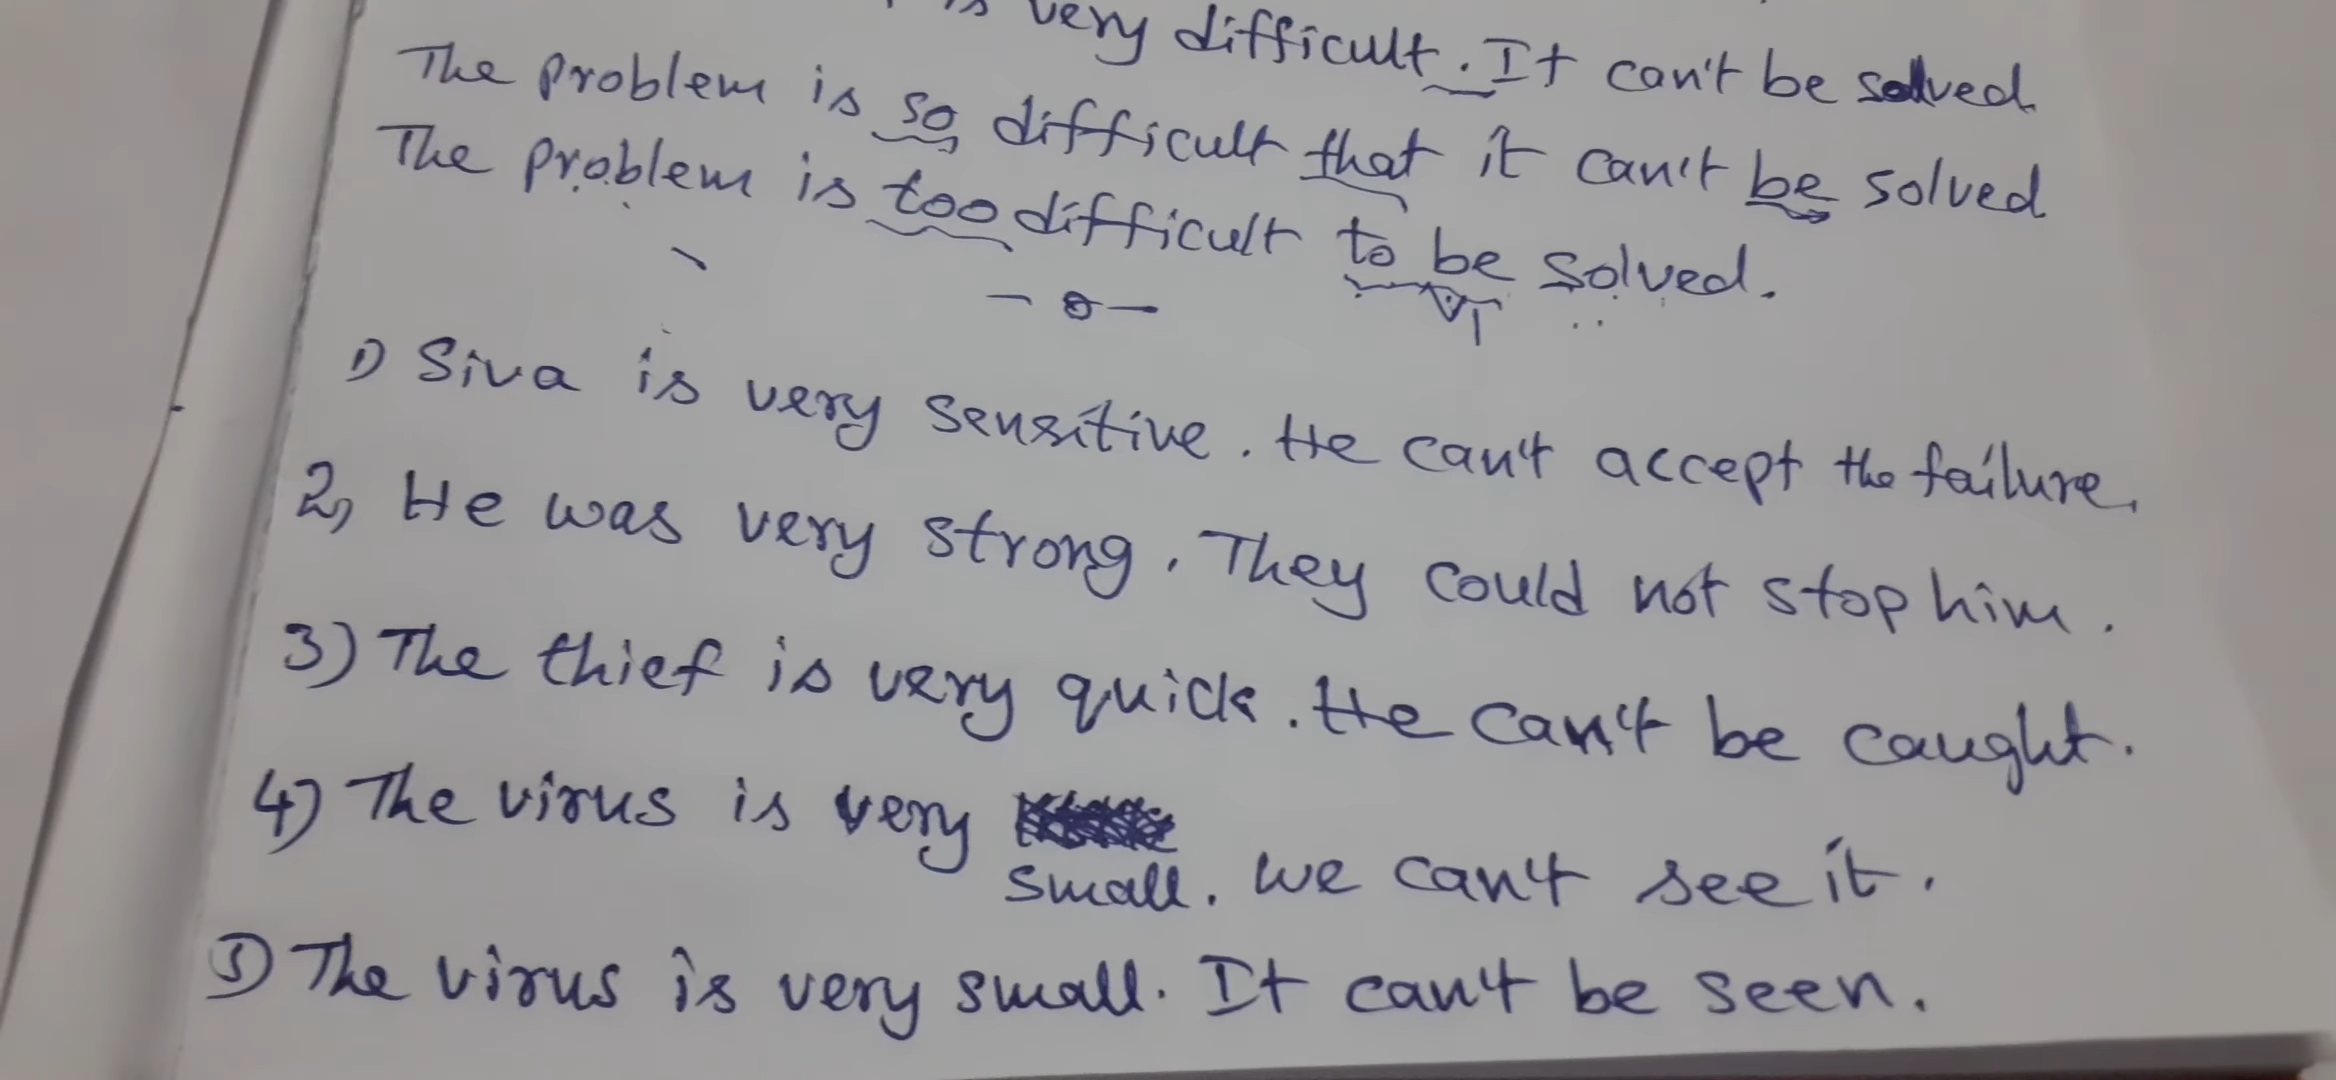 is very difficult. It can't be solved
The problem is so difficult that it can't be solved
The problem is too difficult to be solved.
1) Siva is very sensitive. He can't accept the failure.
2, He was very strong. They could not stop him.
3) The thief is very quick. He can't be caught.
4) The virus is very
small. we can't see it.
5) The virus is very small. It can't be seen.